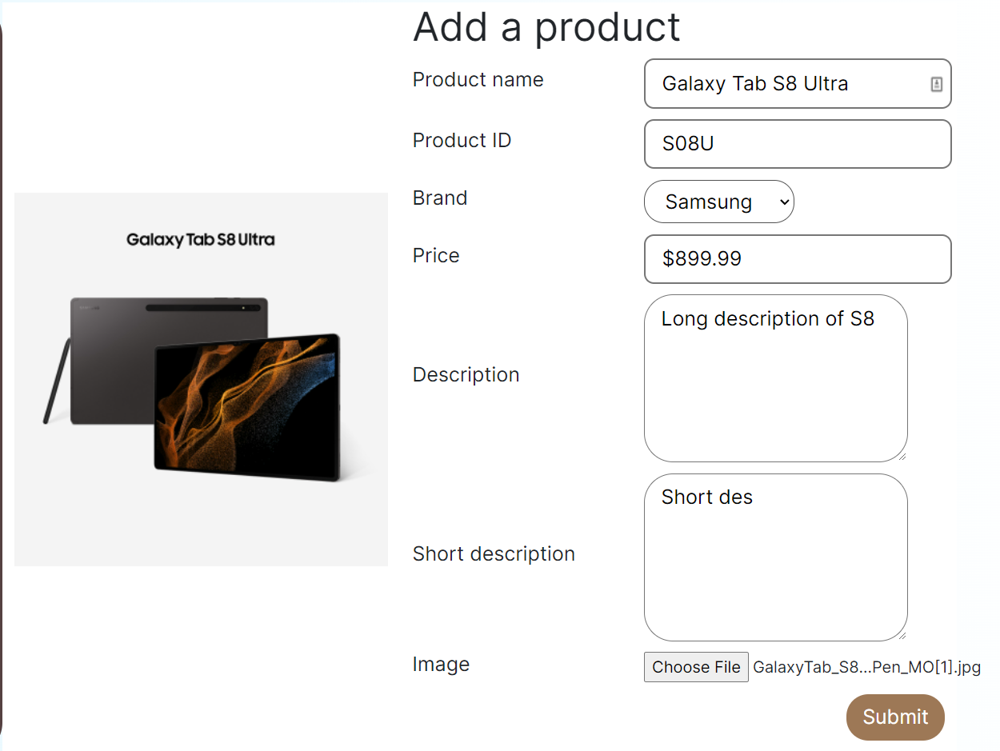 Add a product
Product name
Galaxy Tab S8 Ultra
Product ID
S08U
Brand
Samsung
Price
$899.99
Description
Long description of S8
Short description
Short des
Image
Choose File GalaxyTab_S8...Pen_MO[1].jpg
Submit
Galaxy Tab S8 Ultra